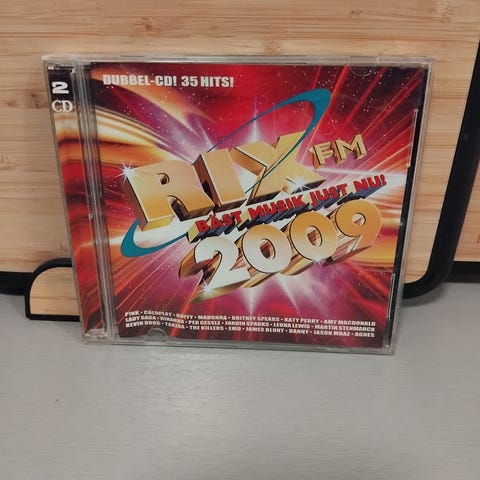 2
CD
DUBBEL-CD! 35 HITS!
RIX FM
BÄST MUSIK JUST NU!
2009
P!NK • COLDPLAY • DUFFY • MADONNA • BRITNEY SPEARS • KATY PERRY • AMY MACDONALD
LADY GAGA • RIHANNA • PER GESSLE • JORDIN SPARKS • LEONA LEWIS • MARTIN STENMARCK
KEVIN BORG • TAKIDA • THE KILLERS • EMD • JAMES BLUNT • DANNY • JASON MRAZ • AGNES